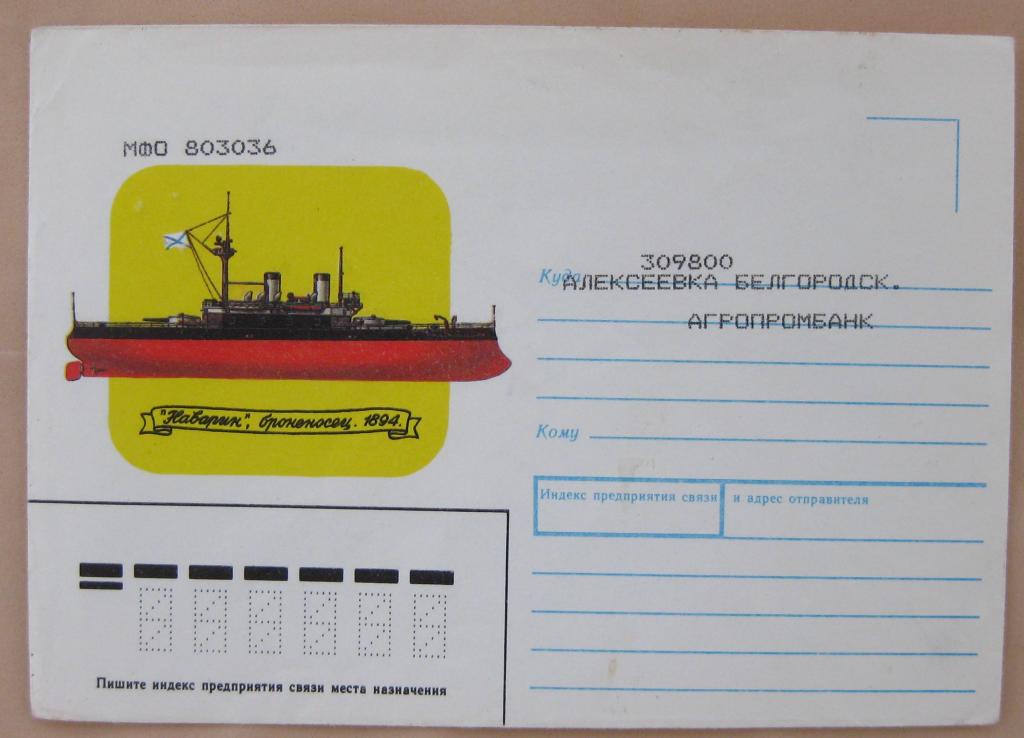 МФО 803036
"Наварин", броненосец. 1894.
309800
Куда
АЛЕКСЕЕВКА БЕЛГОРОДСК.
АГРОПРОМБАНК
Кому
Индекс предприятия связи и адрес отправителя
Пишите индекс предприятия связи места назначения